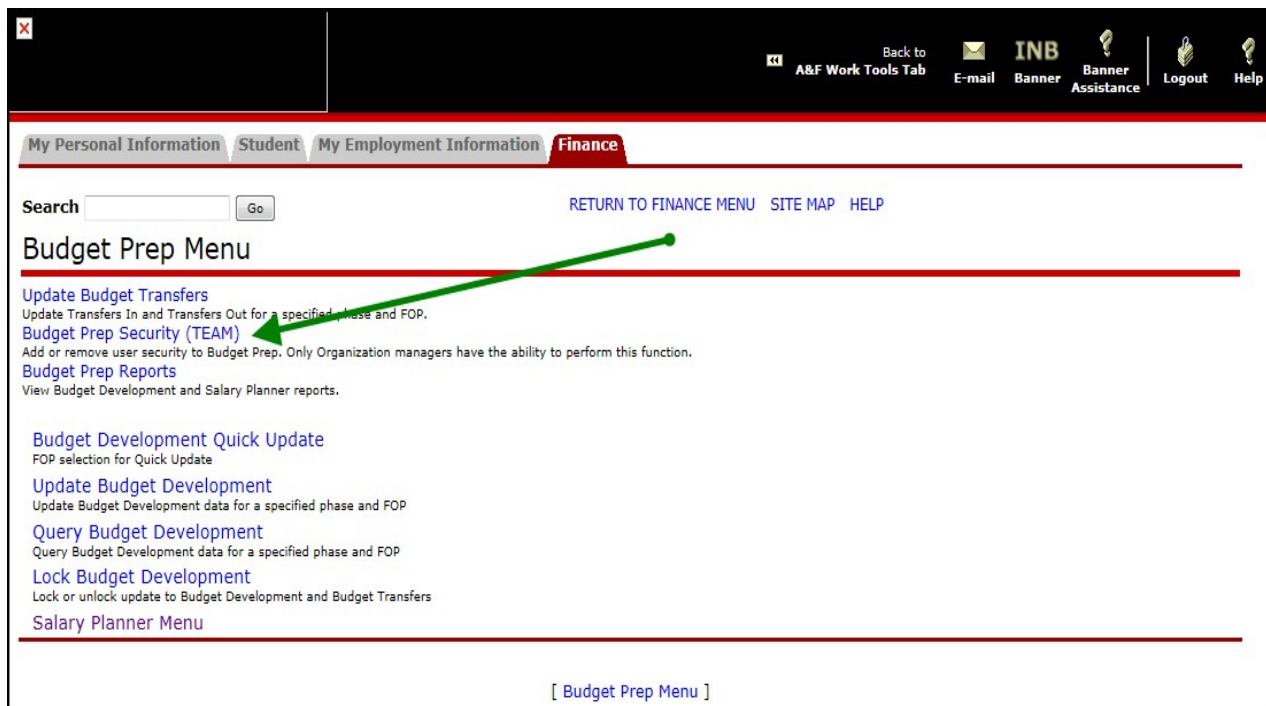 Back to
A&F Work Tools Tab
E-mail
INB
Banner
Banner
Assistance
Logout
Help
My Personal Information
Student
My Employment Information
Finance
Search
Go
RETURN TO FINANCE MENU SITE MAP HELP
Budget Prep Menu
Update Budget Transfers
Update Transfers In and Transfers Out for a specified phase and FOP.
Budget Prep Security (TEAM)
Add or remove user security to Budget Prep. Only Organization managers have the ability to perform this function.
Budget Prep Reports
View Budget Development and Salary Planner reports.
Budget Development Quick Update
FOP selection for Quick Update
Update Budget Development
Update Budget Development data for a specified phase and FOP
Query Budget Development
Query Budget Development data for a specified phase and FOP
Lock Budget Development
Lock or unlock update to Budget Development and Budget Transfers
Salary Planner Menu
[ Budget Prep Menu ]